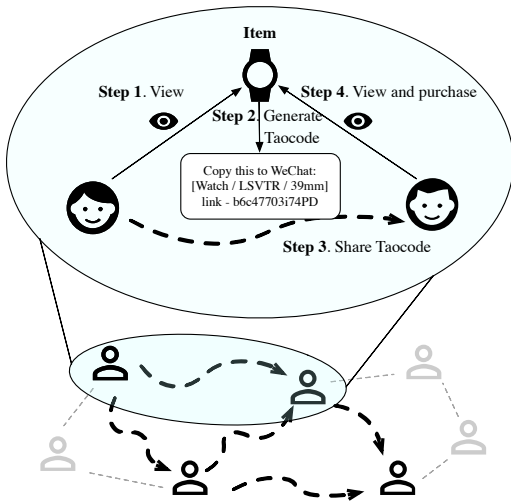 Item
Step 1. View
Step 4. View and purchase
Step 2. Generate
Taocode
Copy this to WeChat:
[Watch / LSVTR / 39mm]
link - b6c47703i74PD
Step 3. Share Taocode